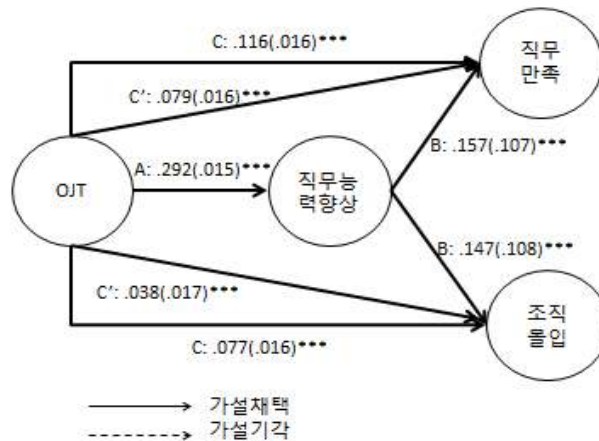 C: .116(.016)***
직무
만족
C’: .079(.016)***
A: .292(.015)***
B: .157(.107)***
OJT
직무능
력향상
B: .147(.108)***
C’: .038(.017)***
조직
몰입
C: .077(.016)***
가설채택
가설기각